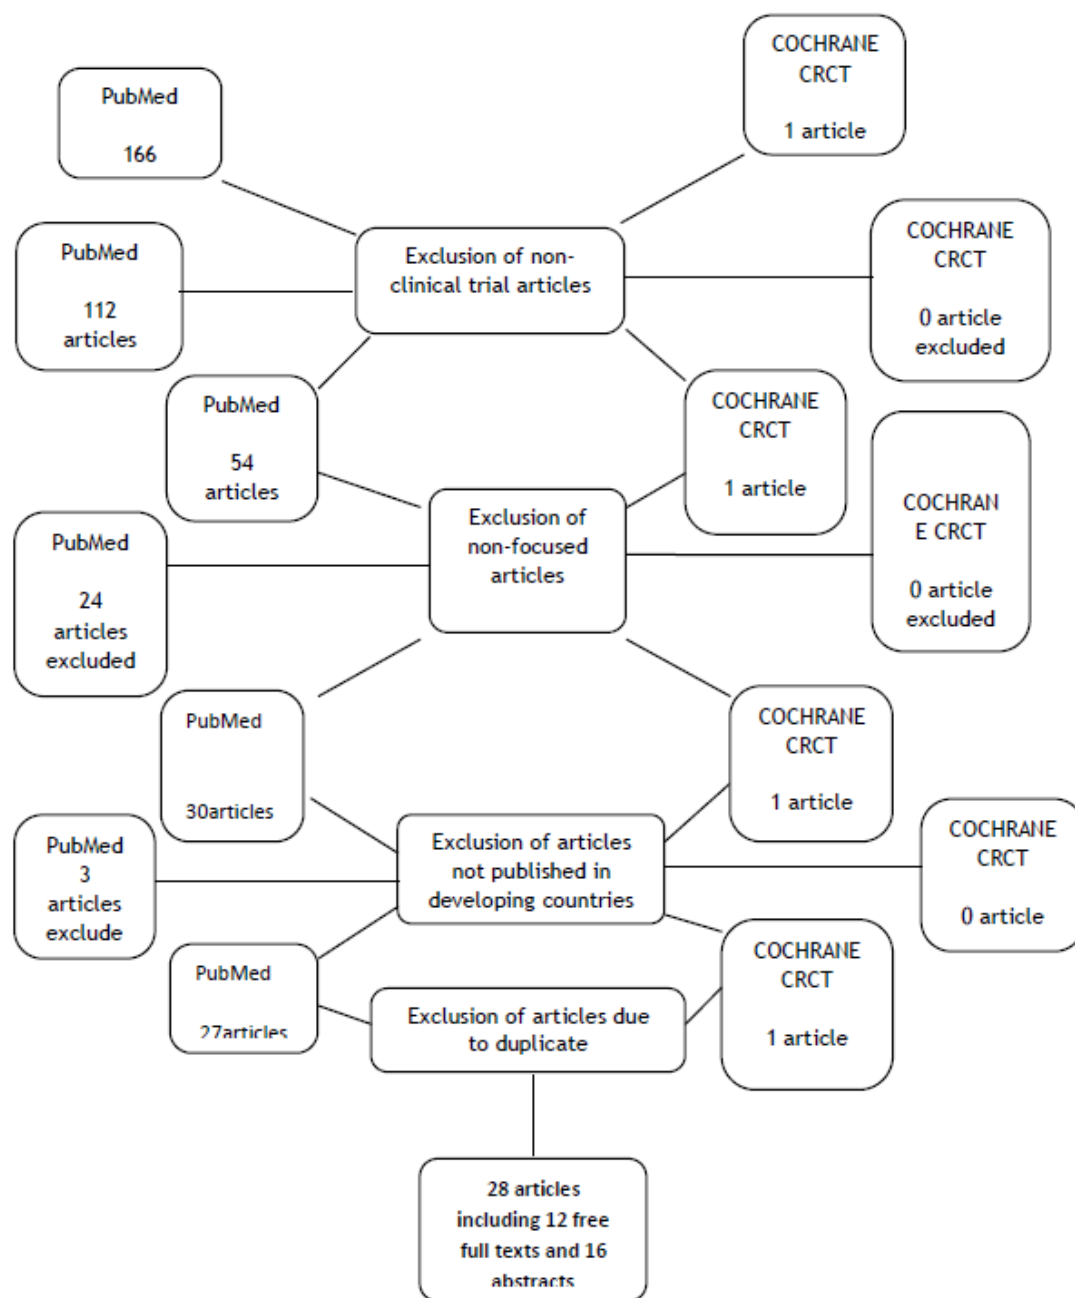 PubMed
166
COCHRANE
CRCT
1 article
Exclusion of non-
clinical trial articles
PubMed
112
articles
COCHRANE
CRCT
0 article
excluded
PubMed
54
articles
COCHRANE
CRCT
1 article
Exclusion of
non-focused
articles
PubMed
24
articles
excluded
COCHRAN
E CRCT
0 article
excluded
PubMed
30articles
COCHRANE
CRCT
1 article
Exclusion of articles
not published in
developing countries
PubMed
3
articles
exclude
COCHRANE
CRCT
0 article
PubMed
27articles
COCHRANE
CRCT
1 article
Exclusion of articles due
to duplicate
28 articles
including 12 free
full texts and 16
abstracts